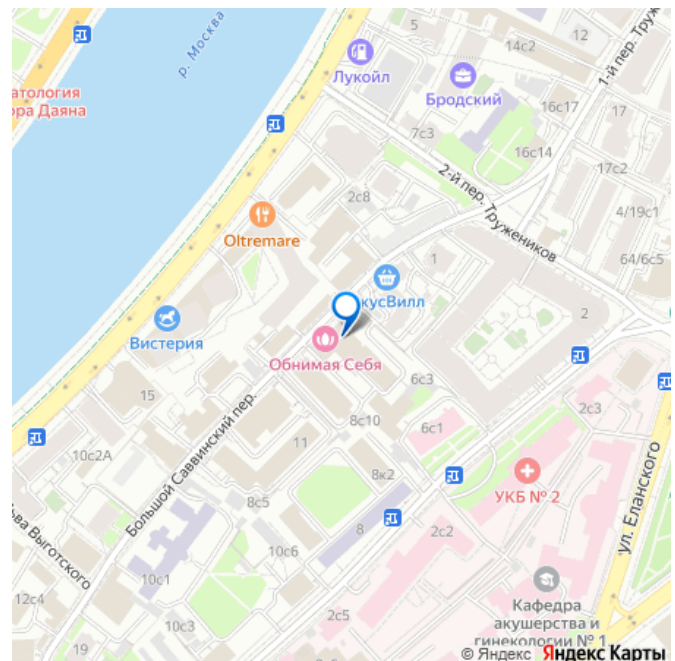 5
12
14с2
1-й пер. Труж
р. Москва
Лукойл
Бродский
атология
ора Даяна
16с17
17
7с3
16с14
17с2
2-й пер. Тружеников
2с8
4/19с1
Oltremare
1
64/6с5
кусВилл
2
Вистерия
Обнимая Себя
6с3
15
2с3
Большой Саввинский пер.
8с10
6с1
11
10с2А
8к2
УКБ № 2
ул. Еланского
8с5
8
2с2
ьва Выготского
10с6
10с1
12с4
Кафедра
акушерства и
гинекологии № 1
2с5
10с3
19
© Яндекс Яндекс Карты